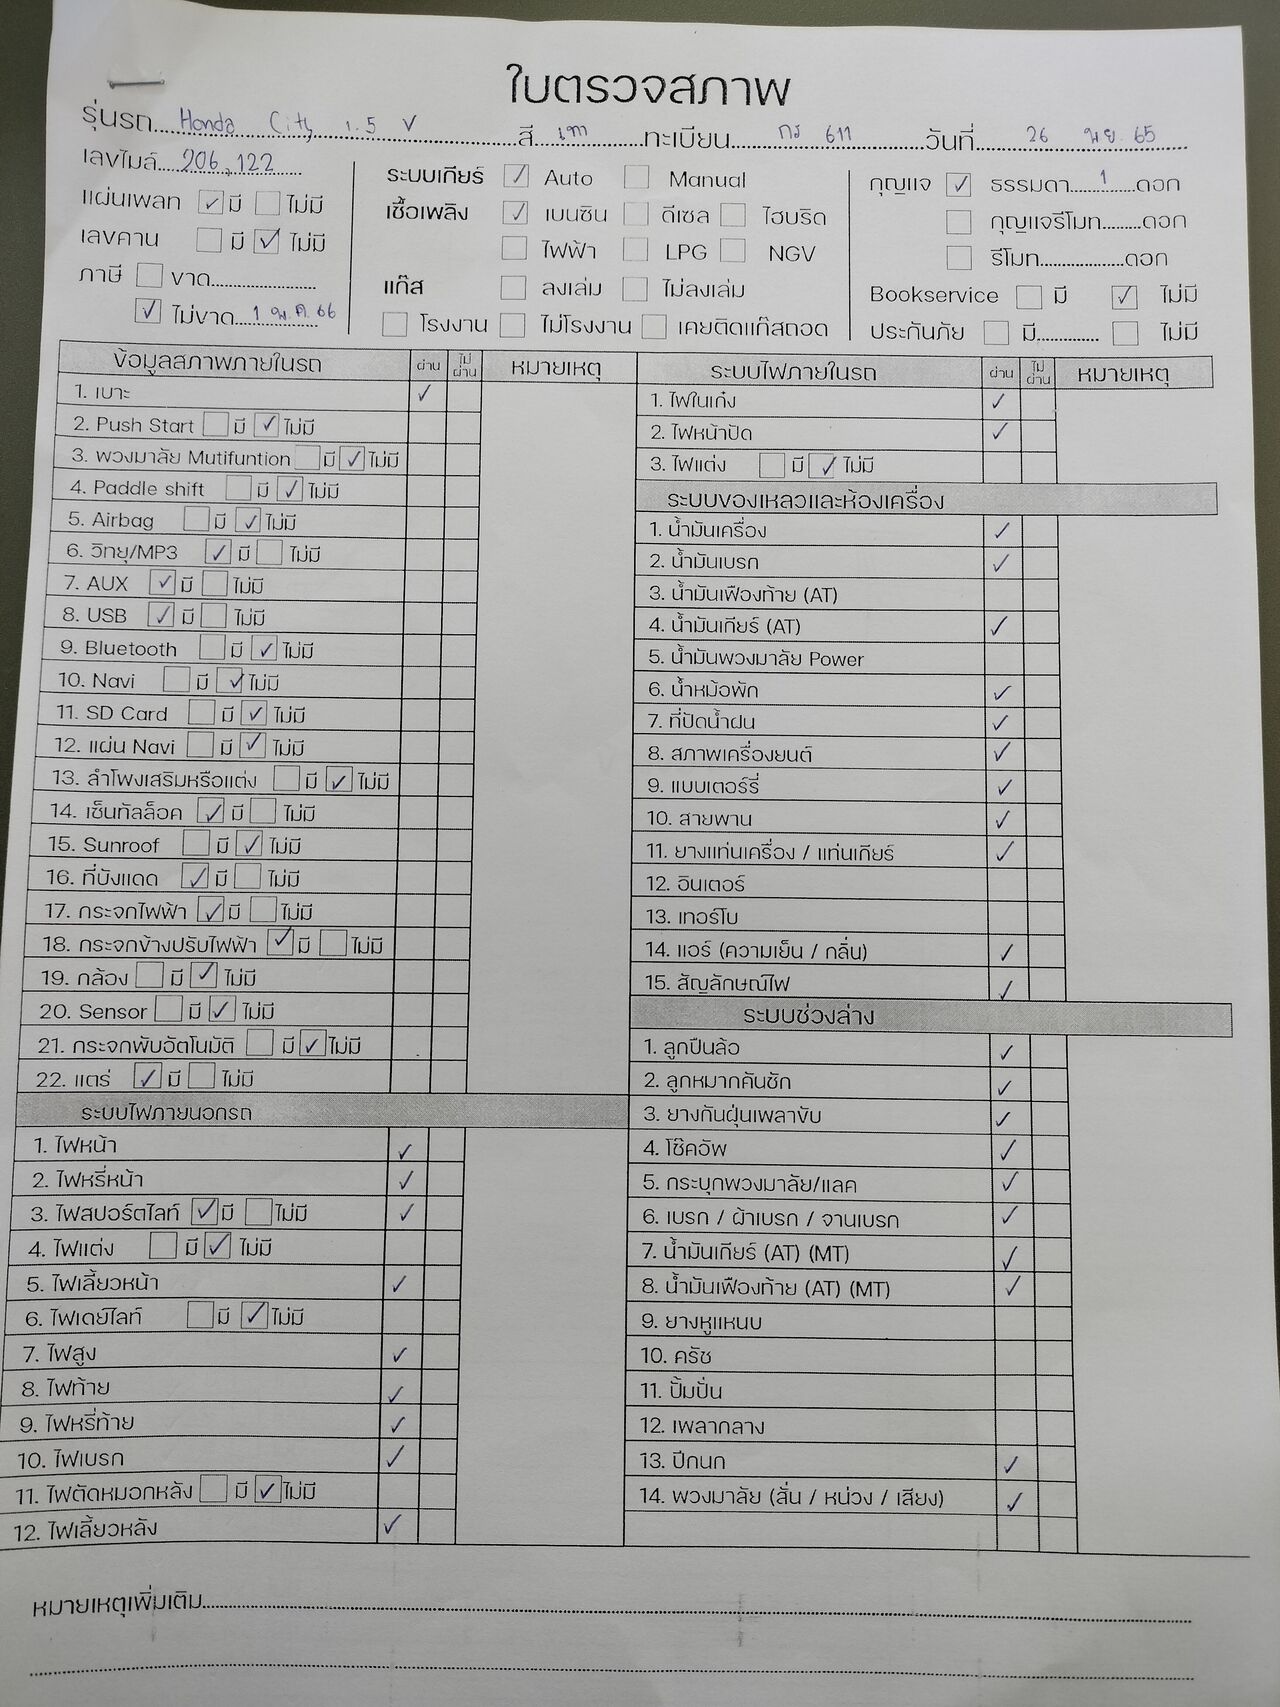 ใบตรวจสภาพ
รุ่นรถ Honda City 1.5 V สี เทา ทะเบียน กร 611 วันที่ 26 พ.ย. 65
เลขไมล์ 206,122
แผ่นเพลท ☑ มี ☐ ไม่มี
เลขคาน ☐ มี ☑ ไม่มี
ภาษี ☐ ขาด
☑ ไม่ขาด 1 พ.ค. 66
ระบบเกียร์ ☑ Auto ☐ Manual
เชื้อเพลิง ☑ เบนซิน ☐ ดีเซล ☐ ไฮบริด
☐ ไฟฟ้า ☐ LPG ☐ NGV
แก๊ส ☐ ลงเล่ม ☐ ไม่ลงเล่ม
☐ โรงงาน ☐ ไม่โรงงาน ☐ เคยติดแก๊สถอด
กุญแจ ☑ ธรรมดา 1 ดอก
☐ กุญแจรีโมท ดอก
☐ รีโมท ดอก
Bookservice ☐ มี ☑ ไม่มี
ประกันภัย ☐ มี ☐ ไม่มี
ข้อมูลสภาพภายในรถ ผ่าน ไม่ผ่าน หมายเหตุ
1. เบาะ ✓
2. Push Start ☐ มี ☑ ไม่มี
3. พวงมาลัย Mutifuntion ☐ มี ☑ ไม่มี
4. Paddle shift ☐ มี ☑ ไม่มี
5. Airbag ☐ มี ☑ ไม่มี
6. วิทยุ/MP3 ☑ มี ☐ ไม่มี
7. AUX ☑ มี ☐ ไม่มี
8. USB ☑ มี ☐ ไม่มี
9. Bluetooth ☐ มี ☑ ไม่มี
10. Navi ☐ มี ☑ ไม่มี
11. SD Card ☐ มี ☑ ไม่มี
12. แผ่น Navi ☐ มี ☑ ไม่มี
13. ลำโพงเสริมหรือแต่ง ☐ มี ☑ ไม่มี
14. เซ็นทัลล็อค ☑ มี ☐ ไม่มี
15. Sunroof ☐ มี ☑ ไม่มี
16. ที่บังแดด ☑ มี ☐ ไม่มี
17. กระจกไฟฟ้า ☑ มี ☐ ไม่มี
18. กระจกข้างปรับไฟฟ้า ☑ มี ☐ ไม่มี
19. กล้อง ☐ มี ☑ ไม่มี
20. Sensor ☐ มี ☑ ไม่มี
21. กระจกพับอัตโนมัติ ☐ มี ☑ ไม่มี
22. แตร่ ☑ มี ☐ ไม่มี
ระบบไฟภายนอกรถ
1. ไฟหน้า ✓
2. ไฟหรี่หน้า ✓
3. ไฟสปอร์ตไลท์ ☑ มี ☐ ไม่มี ✓
4. ไฟแต่ง ☐ มี ☑ ไม่มี
5. ไฟเลี้ยวหน้า ✓
6. ไฟเดย์ไลท์ ☐ มี ☑ ไม่มี
7. ไฟสูง ✓
8. ไฟท้าย ✓
9. ไฟหรี่ท้าย ✓
10. ไฟเบรก ✓
11. ไฟตัดหมอกหลัง ☐ มี ☑ ไม่มี
12. ไฟเลี้ยวหลัง ✓
ระบบไฟภายในรถ ผ่าน ไม่ผ่าน หมายเหตุ
1. ไฟในเก๋ง ✓
2. ไฟหน้าปัด ✓
3. ไฟแต่ง ☐ มี ☑ ไม่มี
ระบบของเหลวและห้องเครื่อง
1. น้ำมันเครื่อง ✓
2. น้ำมันเบรก ✓
3. น้ำมันเฟืองท้าย (AT)
4. น้ำมันเกียร์ (AT) ✓
5. น้ำมันพวงมาลัย Power
6. น้ำหม้อพัก ✓
7. ที่ปัดน้ำฝน ✓
8. สภาพเครื่องยนต์ ✓
9. แบบเตอร์รี่ ✓
10. สายพาน ✓
11. ยางแท่นเครื่อง / แท่นเกียร์ ✓
12. อินเตอร์
13. เทอร์โบ
14. แอร์ (ความเย็น / กลิ่น) ✓
15. สัญลักษณ์ไฟ ✓
ระบบช่วงล่าง
1. ลูกปืนล้อ ✓
2. ลูกหมากคันชัก ✓
3. ยางกันฝุ่นเพลาขับ ✓
4. โช๊คอัพ ✓
5. กระบุกพวงมาลัย/แลค ✓
6. เบรก / ผ้าเบรก / จานเบรก ✓
7. น้ำมันเกียร์ (AT) (MT) ✓
8. น้ำมันเฟืองท้าย (AT) (MT) ✓
9. ยางหูแหนบ
10. ครัช
11. ปั้มปั่น
12. เพลากลาง
13. ปีกนก ✓
14. พวงมาลัย (สั่น / หน่วง / เสียง) ✓
หมายเหตุเพิ่มเติม